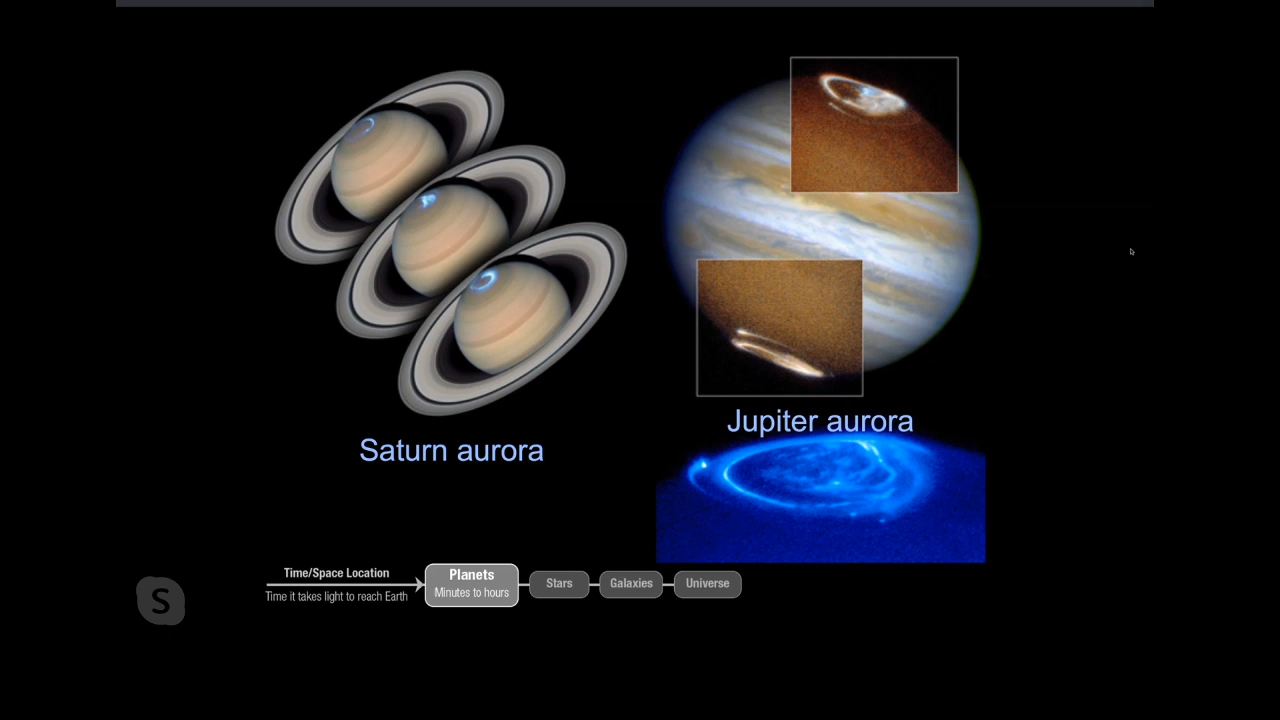 Saturn aurora
Jupiter aurora
Time/Space Location
Time it takes light to reach Earth
Planets
Minutes to hours
Stars
Galaxies
Universe
S